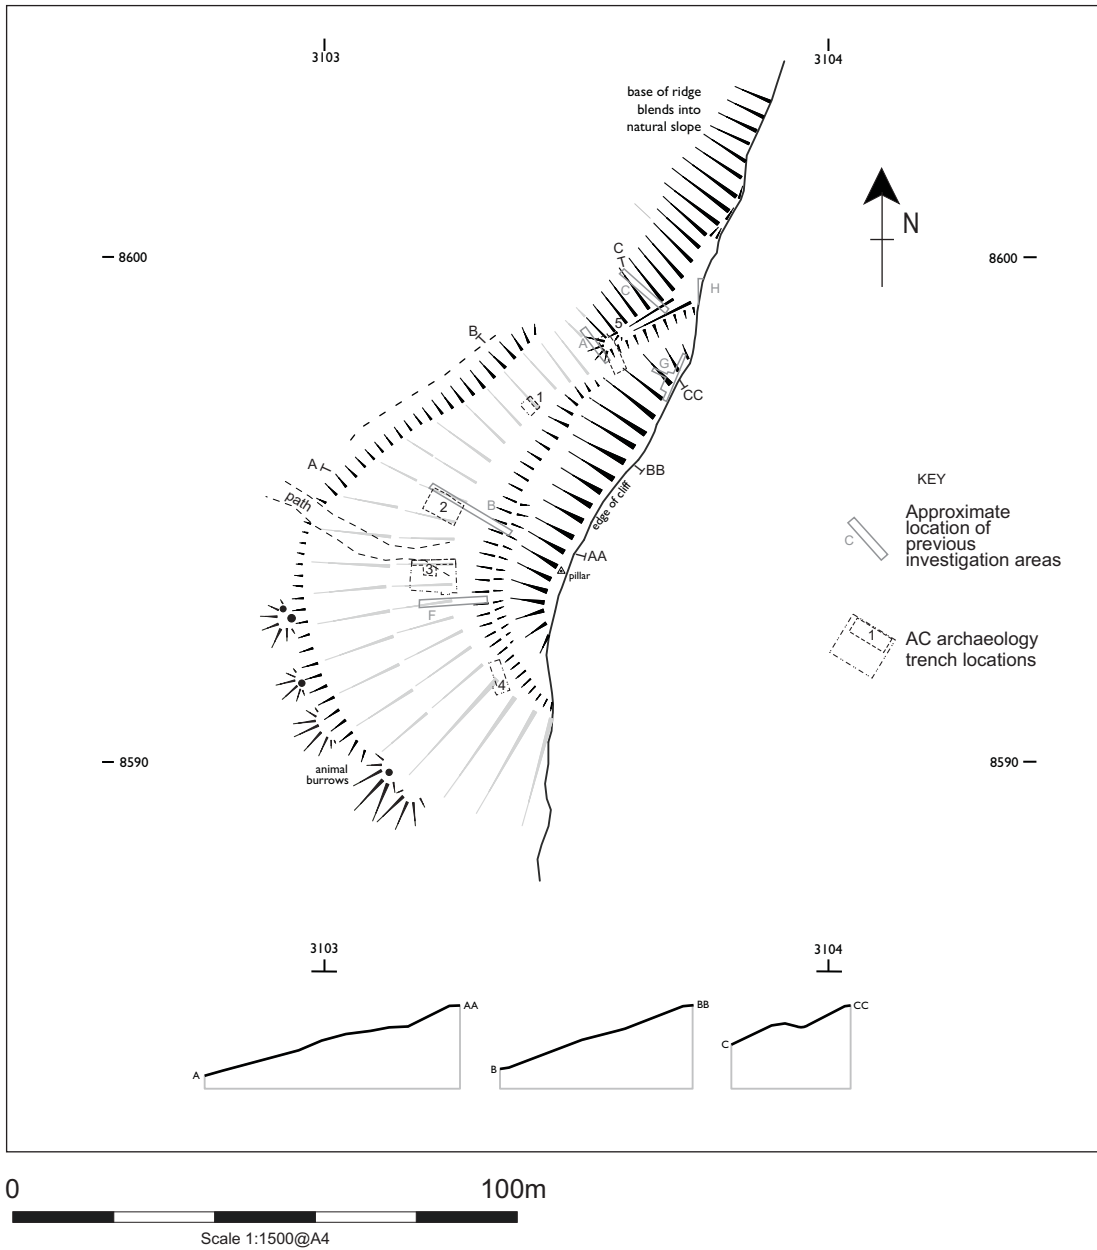 3103
3104
base of ridge
blends into
natural slope
N
8600
8600
C
C
H
5
A
B
G
1
CC
A
BB
path
2
B
edge of cliff
AA
pillar
3
F
4
8590
8590
animal
burrows
KEY
C
Approximate
location of
previous
investigation areas
1
AC archaeology
trench locations
3103
3104
A
AA
B
BB
C
CC
0
100m
Scale 1:1500@A4